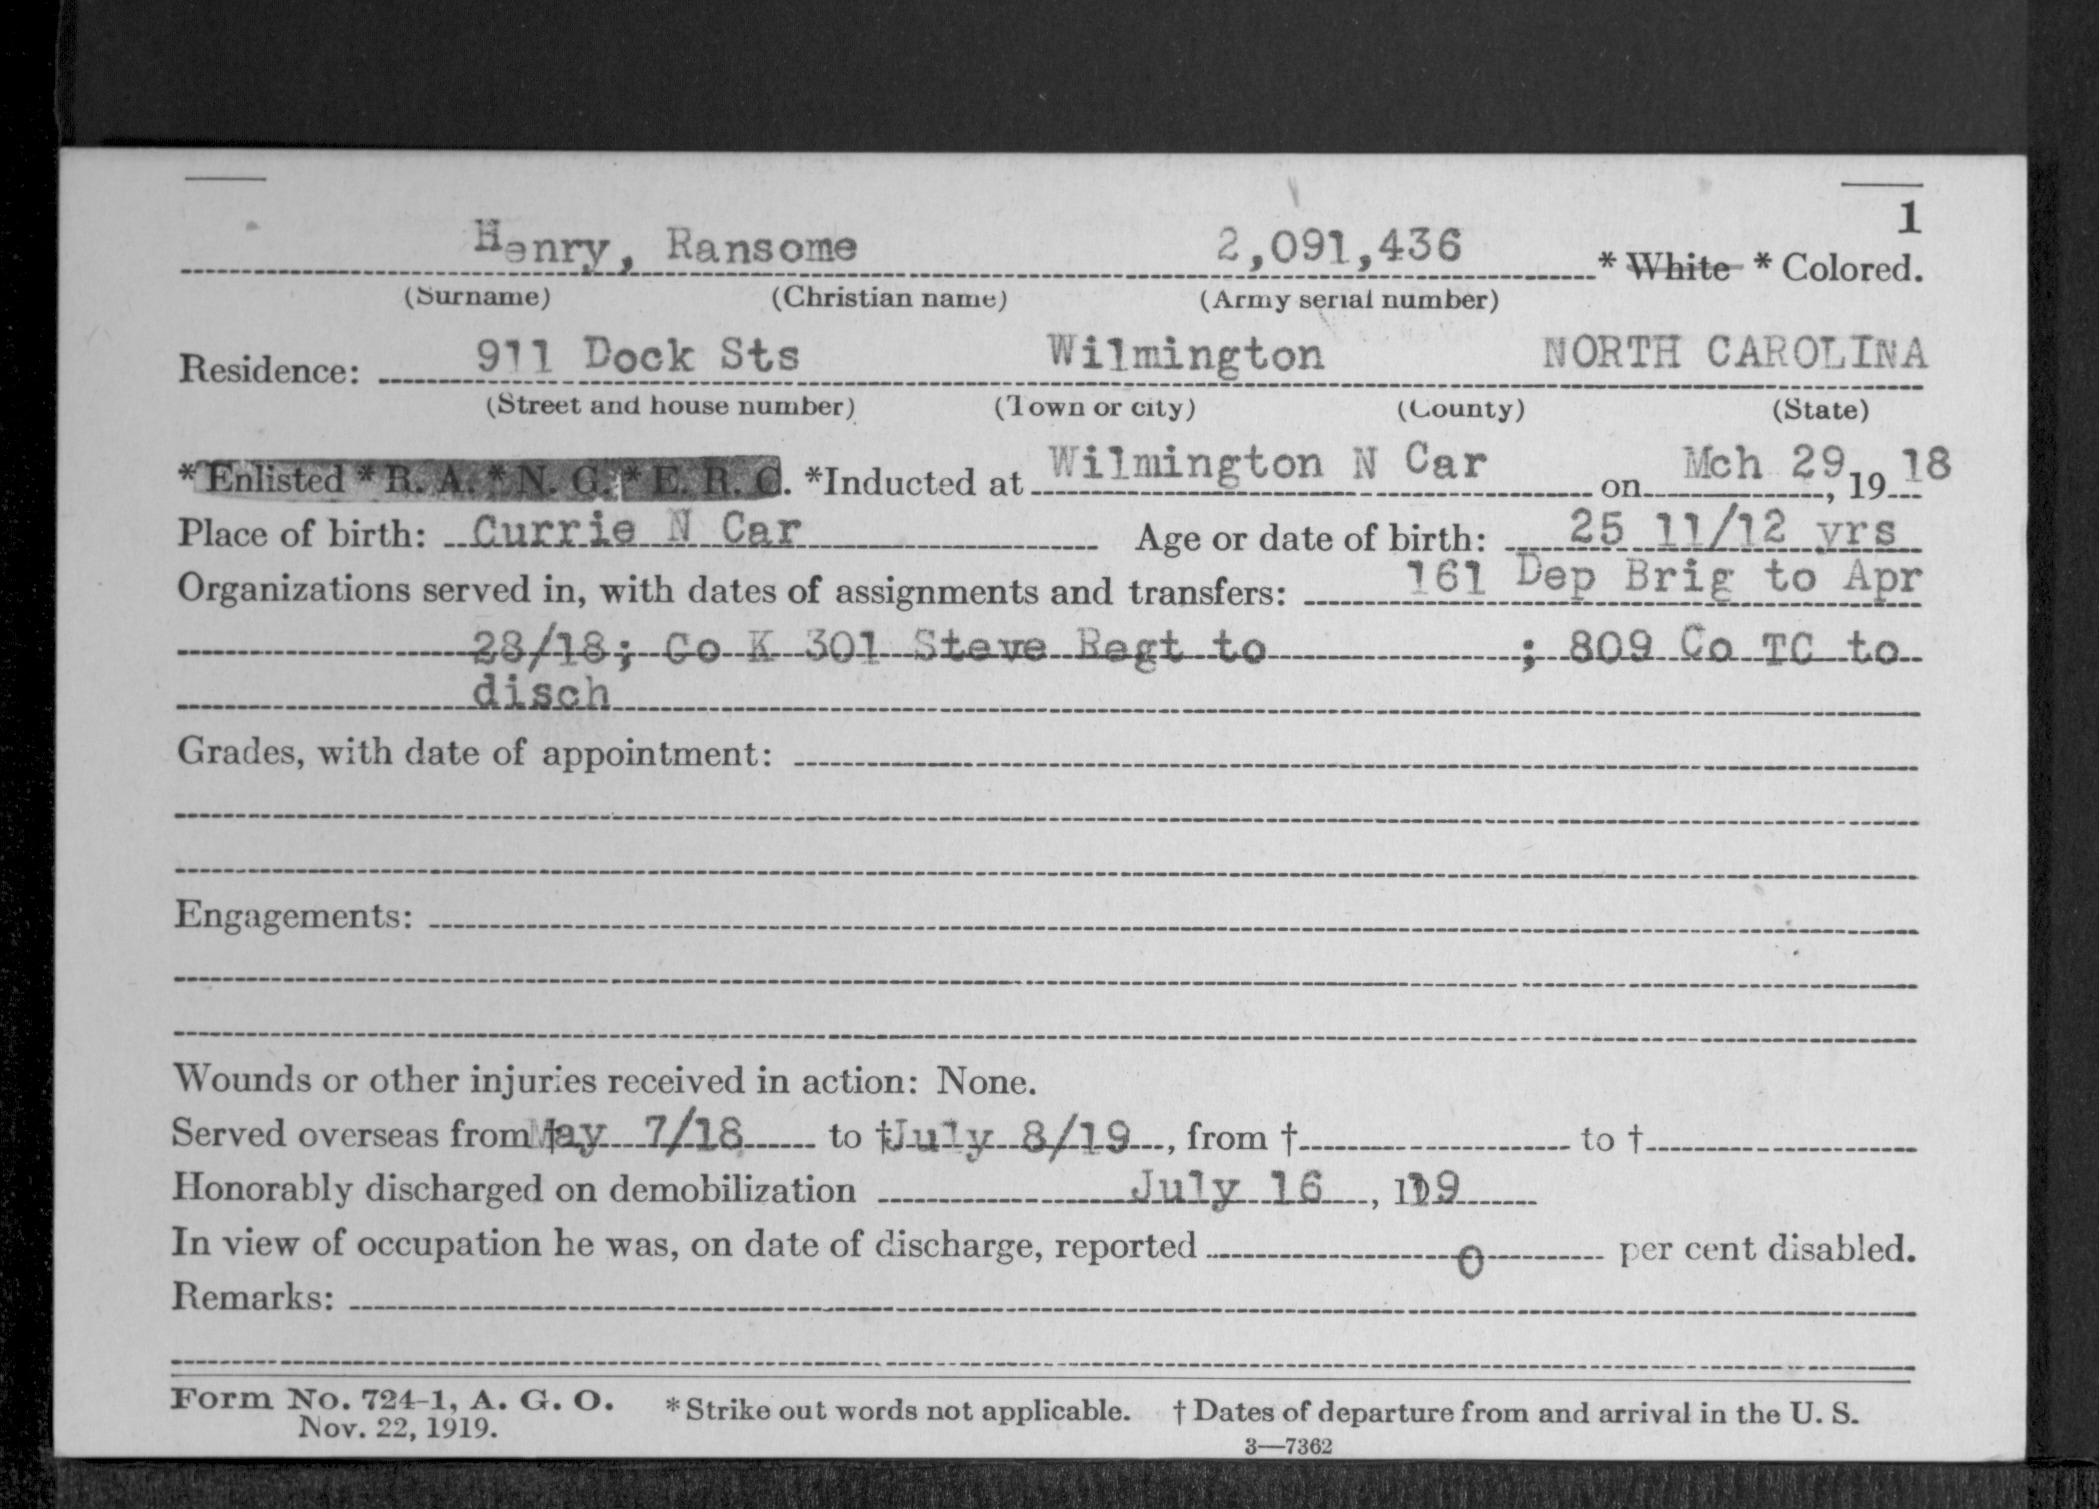 1
Henry, Ransome 2,091,436 * White * Colored.
(Surname) (Christian name) (Army serial number)
Residence: 911 Dock Sts Wilmington NORTH CAROLINA
(Street and house number) (Town or city) (County) (State)
*Enlisted *R. A. *N. G. *E. R. C. *Inducted at Wilmington N Car on Mch 29, 1918
Place of birth: Currie N Car Age or date of birth: 25 11/12 yrs
Organizations served in, with dates of assignments and transfers: 161 Dep Brig to Apr
28/18; Co K 301 Steve Regt to ; 809 Co TC to
disch
Grades, with date of appointment:
Engagements:
Wounds or other injuries received in action: None.
Served overseas from † May 7/18 to † July 8/19, from † to †
Honorably discharged on demobilization July 16, 119
In view of occupation he was, on date of discharge, reported 0 per cent disabled.
Remarks:
Form No. 724-1, A. G. O. *Strike out words not applicable. † Dates of departure from and arrival in the U. S.
Nov. 22, 1919.
3—7362